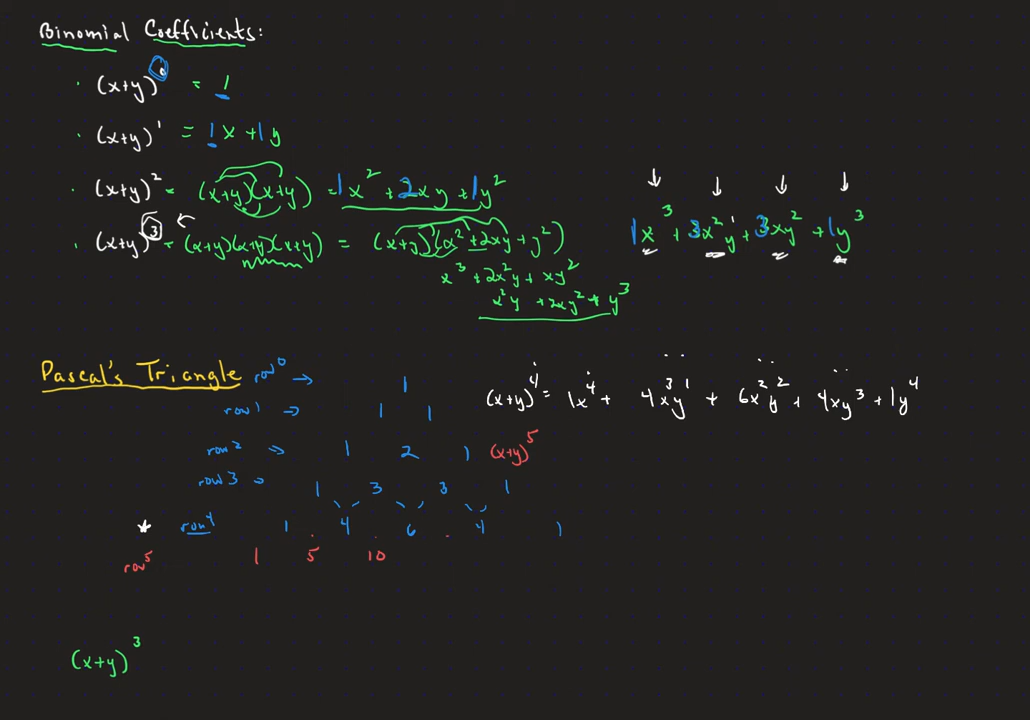 Binomial Coefficients:
· (x+y)^0 = 1
· (x+y)^1 = 1x + 1y
· (x+y)^2 = (x+y)(x+y) = 1x^2 + 2xy + 1y^2
· (x+y)^3 = (x+y)(x+y)(x+y) = (x+y)(x^2 + 2xy + y^2) 1x^3 + 3x^2y + 3xy^2 + 1y^3
x^3 + 2x^2y + xy^2
x^2y + 2xy^2 + y^3
Pascal's Triangle
row 0 → 1
row 1 → 1 1
row 2 → 1 2 1
row 3 → 1 3 3 1
* row 4 1 4 6 4 1
row 5 1 5 10
(x+y)^4 = 1x^4 + 4x^3y^1 + 6x^2y^2 + 4xy^3 + 1y^4
(x+y)^5
(x+y)^3